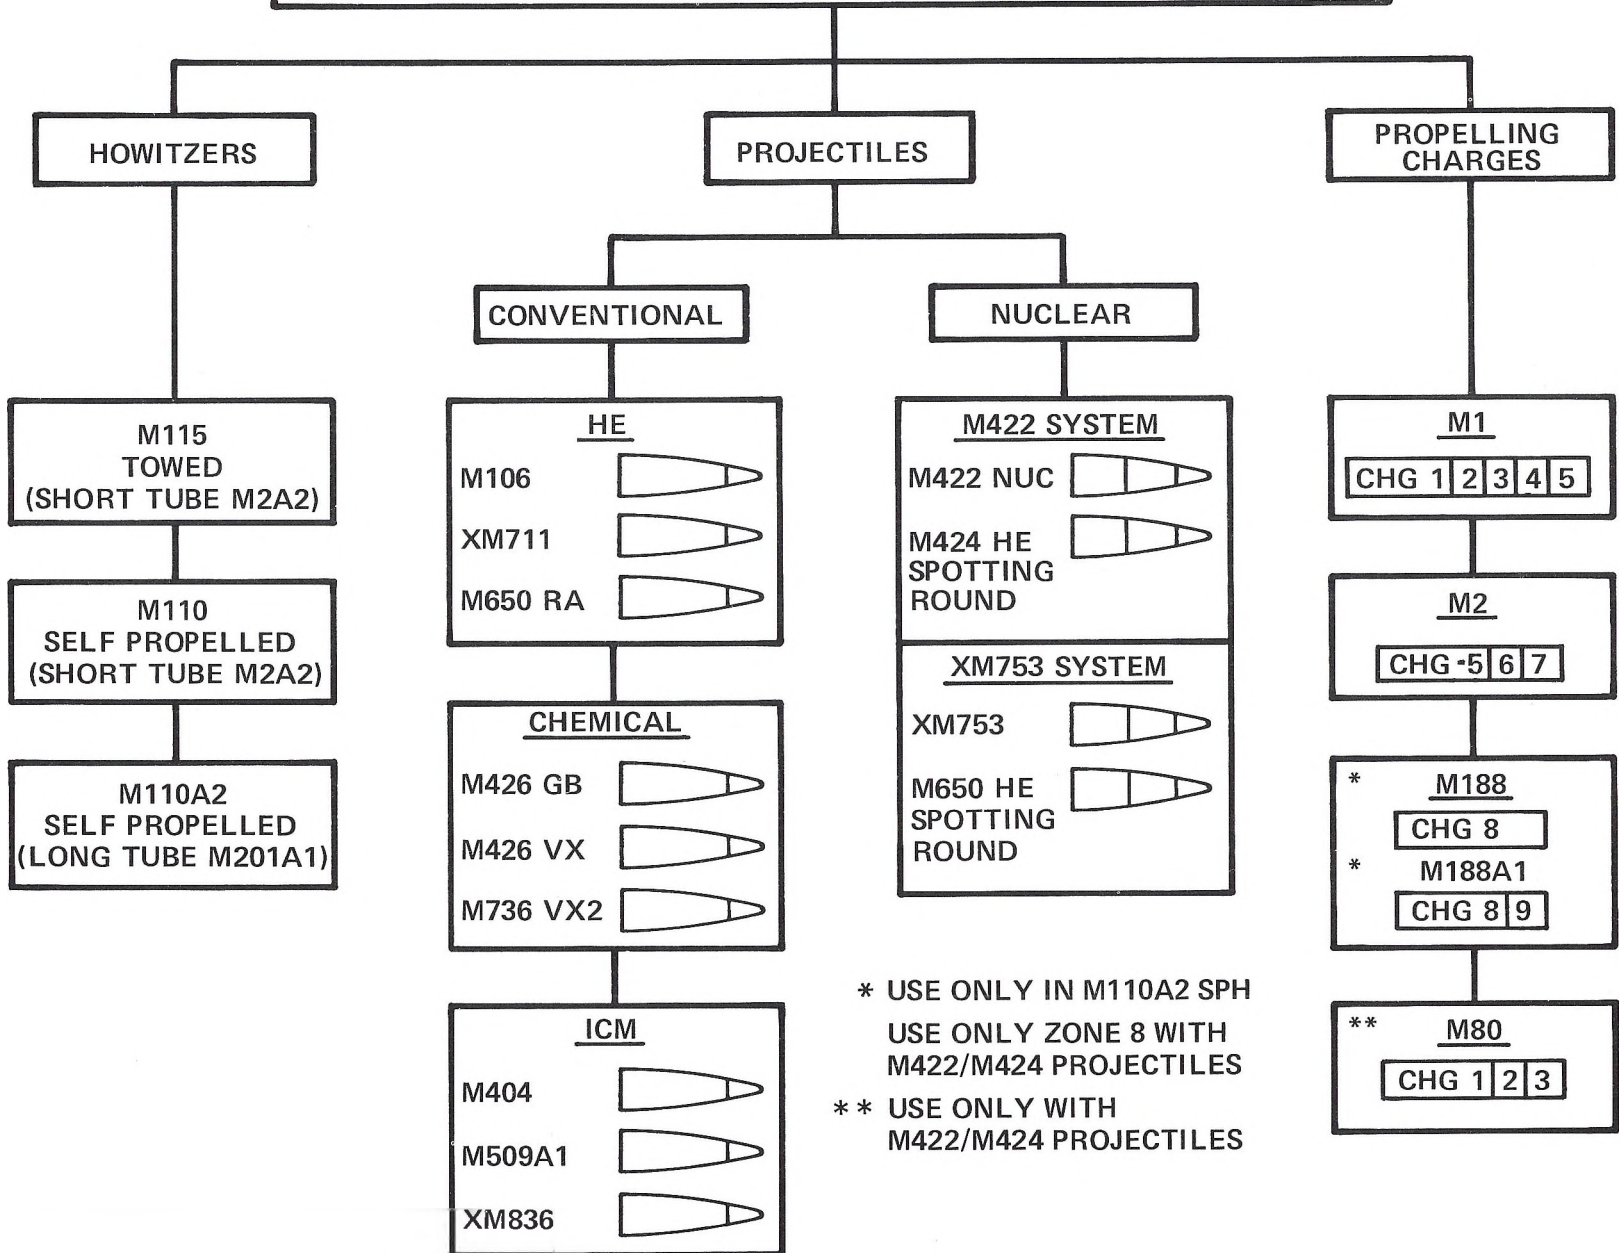 HOWITZERS
PROJECTILES
PROPELLING
CHARGES
CONVENTIONAL
NUCLEAR
M115
TOWED
(SHORT TUBE M2A2)
M110
SELF PROPELLED
(SHORT TUBE M2A2)
M110A2
SELF PROPELLED
(LONG TUBE M201A1)
HE
M106
XM711
M650 RA
CHEMICAL
M426 GB
M426 VX
M736 VX2
ICM
M404
M509A1
XM836
M422 SYSTEM
M422 NUC
M424 HE
SPOTTING
ROUND
XM753 SYSTEM
XM753
M650 HE
SPOTTING
ROUND
* USE ONLY IN M110A2 SPH
USE ONLY ZONE 8 WITH
M422/M424 PROJECTILES
** USE ONLY WITH
M422/M424 PROJECTILES
M1
CHG 1 2 3 4 5
M2
CHG -5 6 7
* M188
CHG 8
* M188A1
CHG 8 9
** M80
CHG 1 2 3